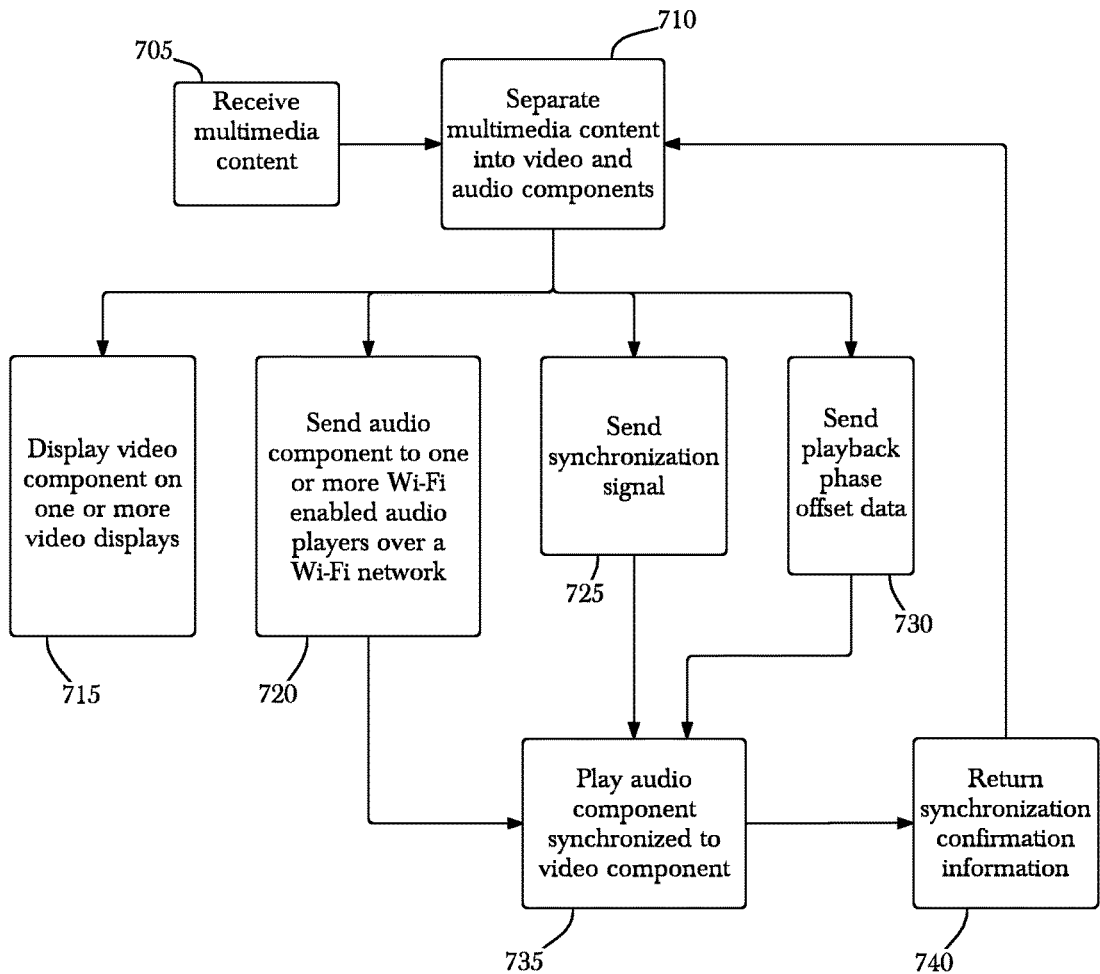 705
Receive
multimedia
content
710
Separate
multimedia content
into video and
audio components
Display video
component on
one or more
video displays
715
Send audio
component to one
or more Wi-Fi
enabled audio
players over a
Wi-Fi network
720
Send
synchronization
signal
725
Send
playback
phase
offset data
730
Play audio
component
synchronized to
video component
735
Return
synchronization
confirmation
information
740